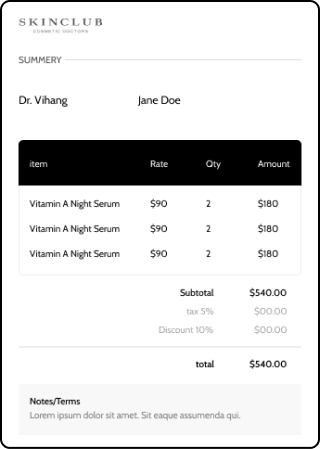 SKINCLUB
COSMETIC DOCTORS
SUMMERY
Dr. Vihang Jane Doe
item Rate Qty Amount
Vitamin A Night Serum $90 2 $180
Vitamin A Night Serum $90 2 $180
Vitamin A Night Serum $90 2 $180
Subtotal $540.00
tax 5% $00.00
Discount 10% $00.00
total $540.00
Notes/Terms
Lorem ipsum dolor sit amet. Sit eaque assumenda qui.